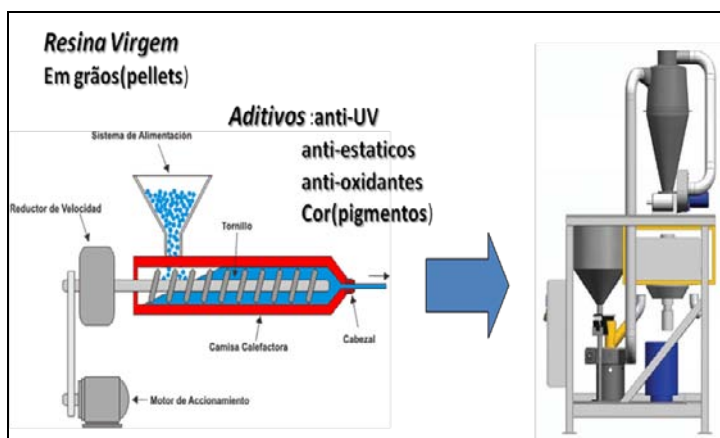 Resina Virgem
Em grãos(pellets)
Aditivos :anti-UV
anti-estaticos
anti-oxidantes
Cor(pigmentos)
Sistema de Alimentación
Reductor de Velocidad
Tornillo
Cabezal
Camisa Calefactora
Motor de Accionamiento